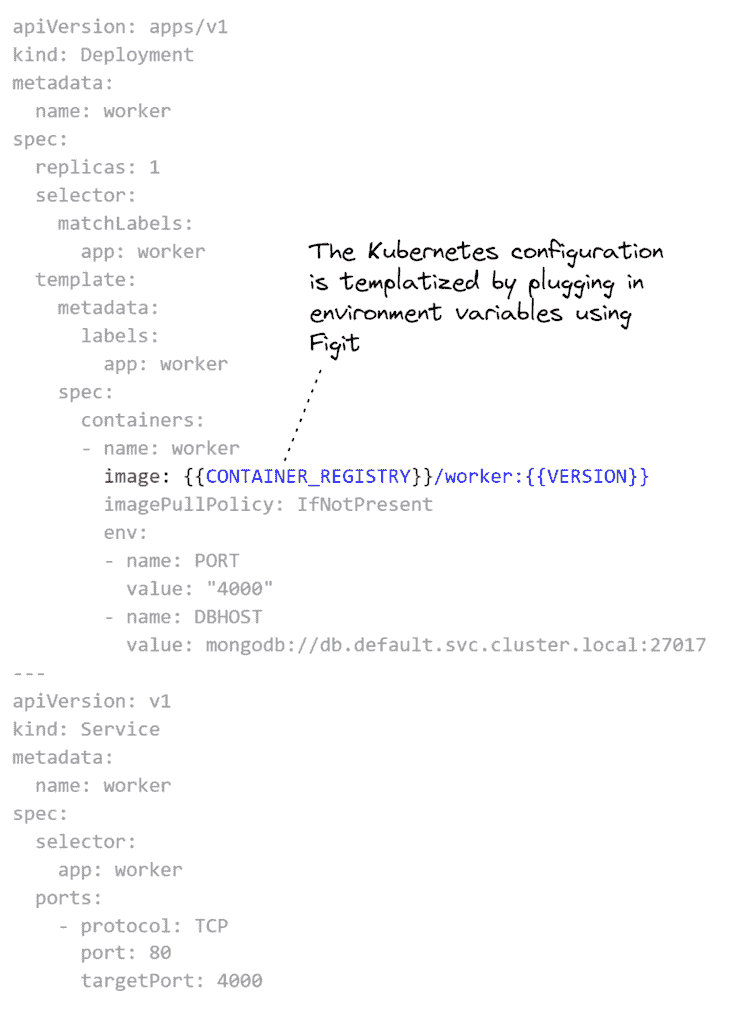 apiVersion: apps/v1
kind: Deployment
metadata:
  name: worker
spec:
  replicas: 1
  selector:
    matchLabels:
      app: worker
  template:
    metadata:
      labels:
        app: worker
    spec:
      containers:
      - name: worker
        image: {{CONTAINER_REGISTRY}}/worker:{{VERSION}}
        imagePullPolicy: IfNotPresent
        env:
        - name: PORT
          value: "4000"
        - name: DBHOST
          value: mongodb://db.default.svc.cluster.local:27017
---
apiVersion: v1
kind: Service
metadata:
  name: worker
spec:
  selector:
    app: worker
  ports:
    - protocol: TCP
      port: 80
      targetPort: 4000
The Kubernetes configuration
is templatized by plugging in
environment variables using
Figit